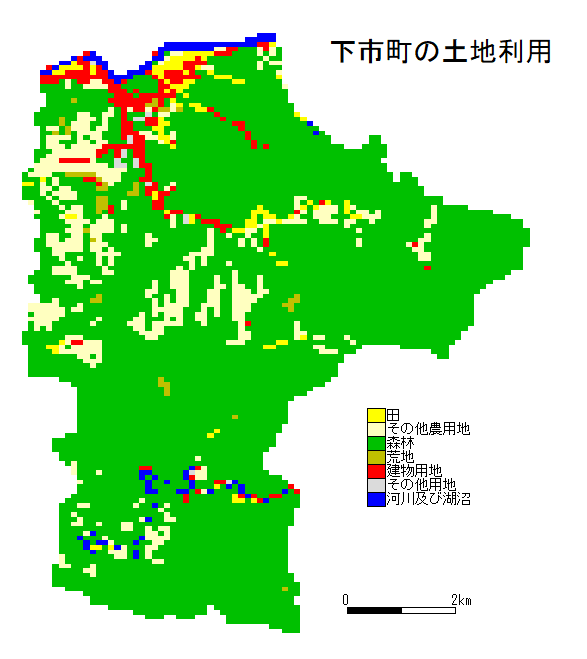 下市町の土地利用
田
その他農用地
森林
荒地
建物用地
その他用地
河川及び湖沼
0 2km